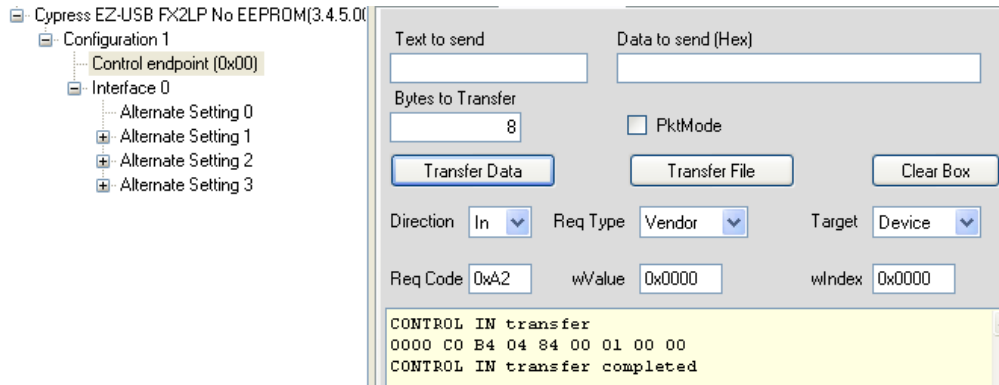 Cypress EZ-USB FX2LP No EEPROM(3.4.5.00
Configuration 1
Control endpoint (0x00)
Interface 0
Alternate Setting 0
Alternate Setting 1
Alternate Setting 2
Alternate Setting 3
Text to send Data to send (Hex)
Bytes to Transfer
8 PktMode
Transfer Data Transfer File Clear Box
Direction In Req Type Vendor Target Device
Req Code 0xA2 wValue 0x0000 wIndex 0x0000
CONTROL IN transfer
0000 C0 B4 04 84 00 01 00 00
CONTROL IN transfer completed